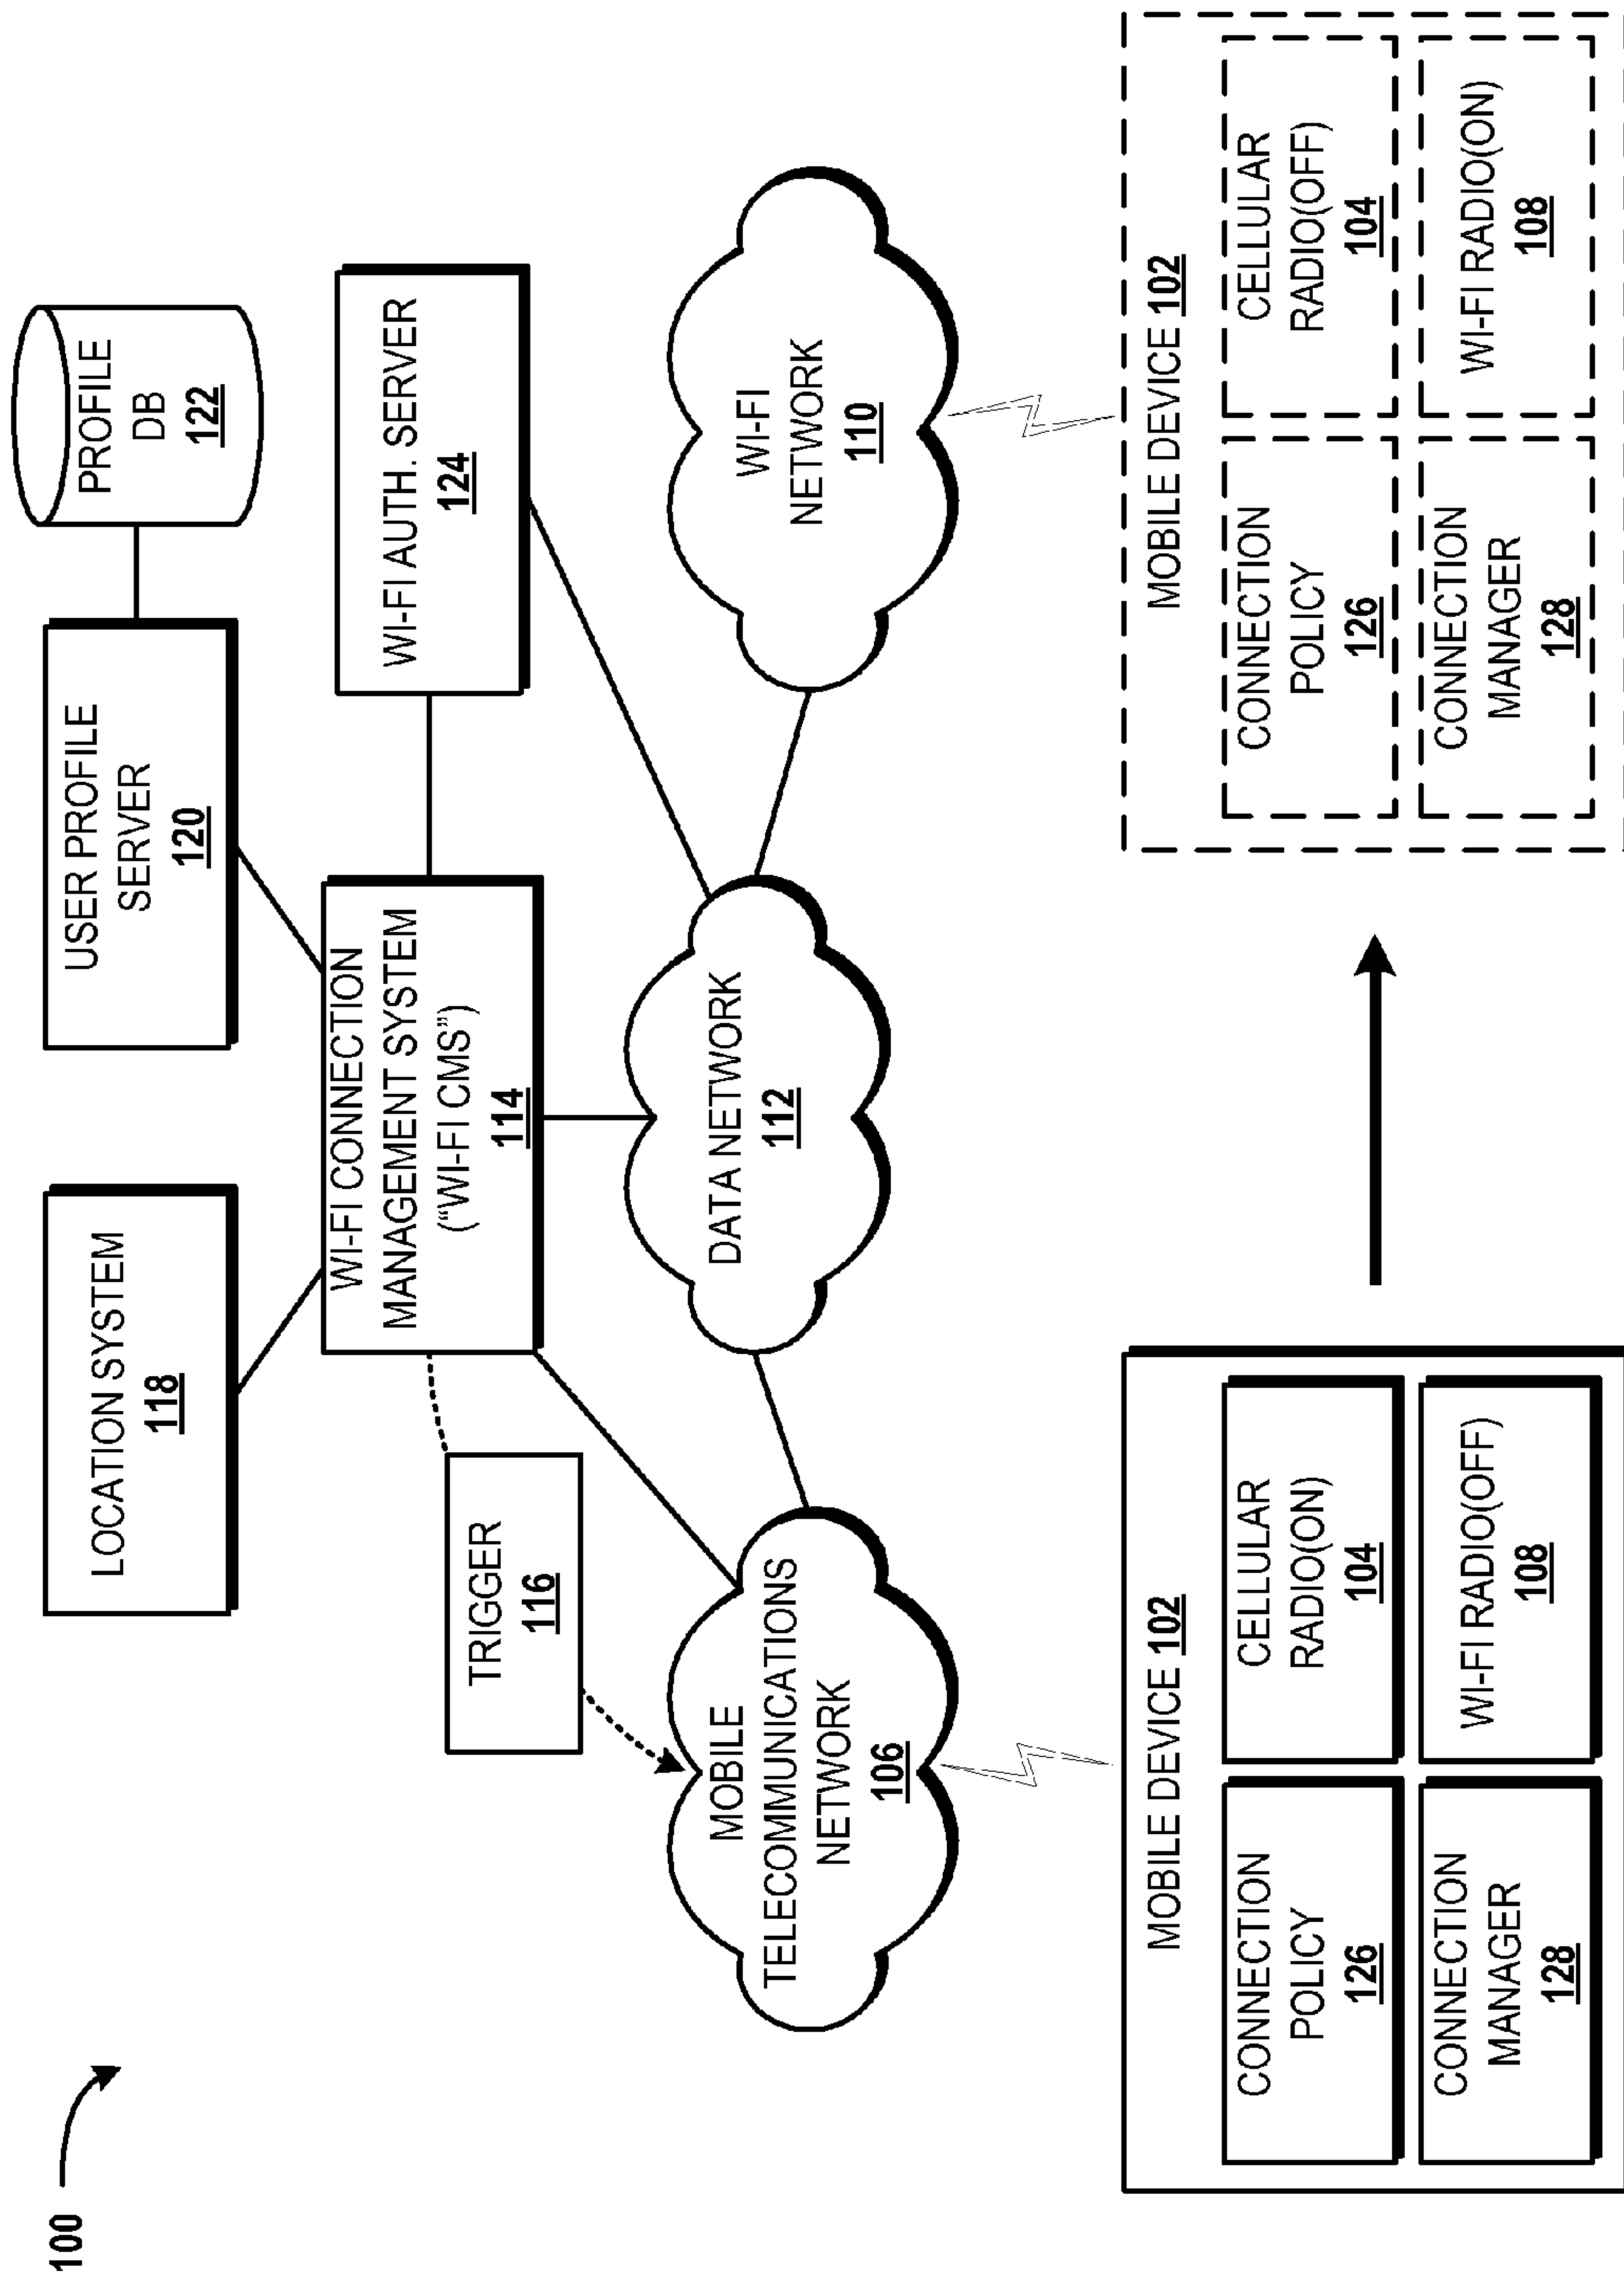 100
LOCATION SYSTEM
118
USER PROFILE
SERVER
120
PROFILE
DB
122
WI-FI CONNECTION
MANAGEMENT SYSTEM
(“WI-FI CMS”)
114
WI-FI AUTH. SERVER
124
TRIGGER
116
MOBILE
TELECOMMUNICATIONS
NETWORK
106
DATA NETWORK
112
WI-FI
NETWORK
110
MOBILE DEVICE 102
CONNECTION
POLICY
126
CELLULAR
RADIO(ON)
104
CONNECTION
MANAGER
128
WI-FI RADIO(OFF)
108
MOBILE DEVICE 102
CONNECTION
POLICY
126
CELLULAR
RADIO(OFF)
104
CONNECTION
MANAGER
128
WI-FI RADIO(ON)
108